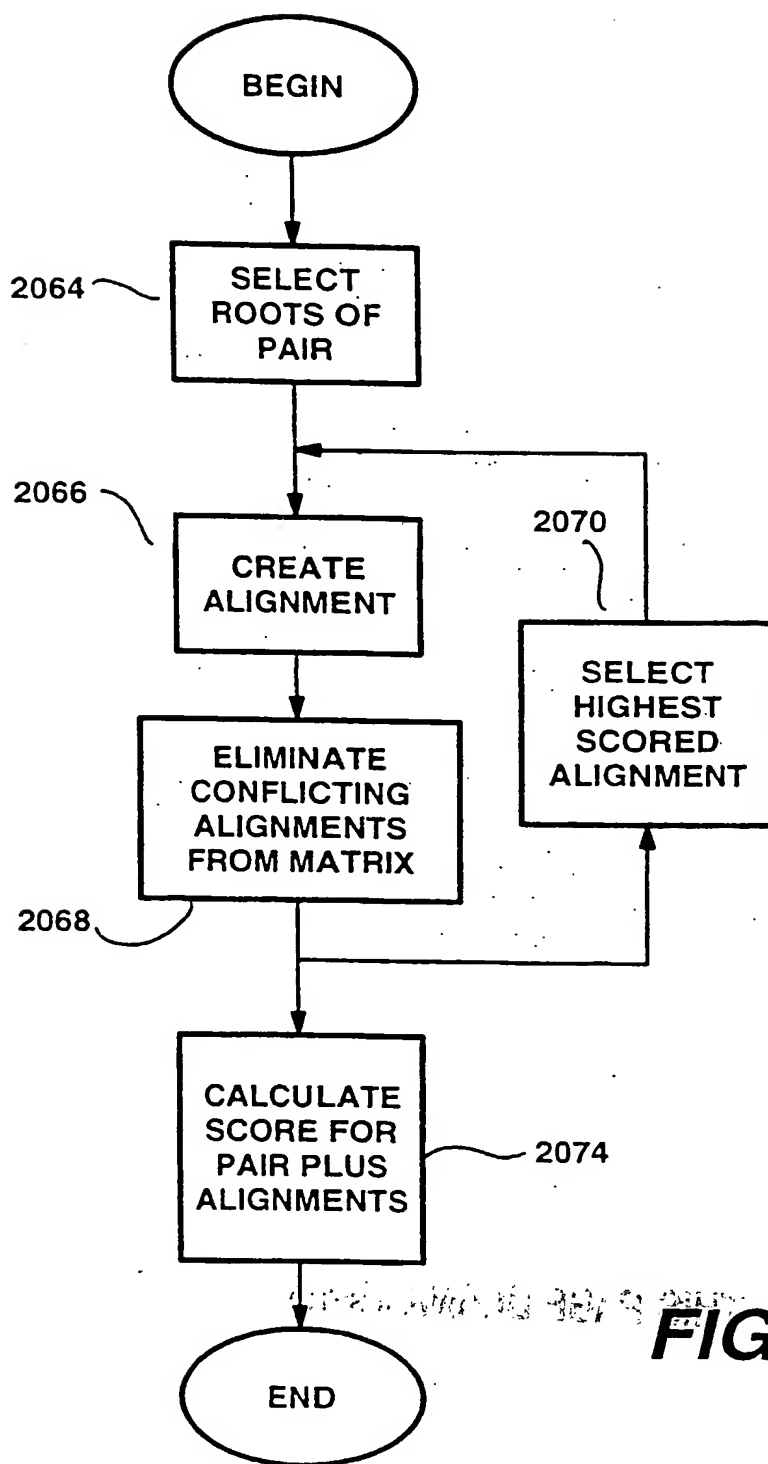 BEGIN
2064
SELECT
ROOTS OF
PAIR
2066
CREATE
ALIGNMENT
2070
SELECT
HIGHEST
SCORED
ALIGNMENT
ELIMINATE
CONFLICTING
ALIGNMENTS
FROM MATRIX
2068
CALCULATE
SCORE FOR
PAIR PLUS
ALIGNMENTS
2074
END
FIG